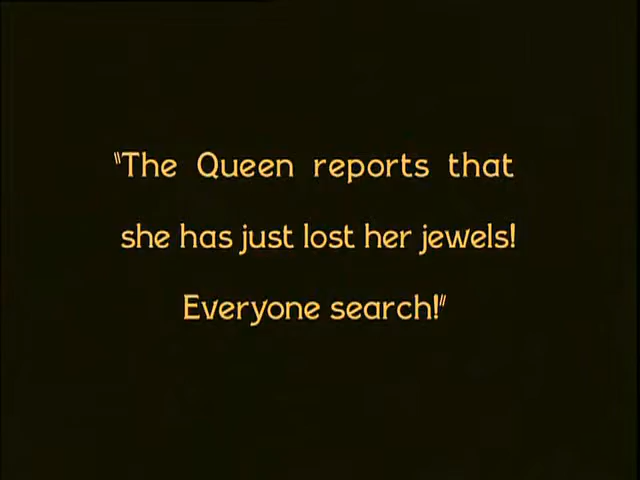 "The Queen reports that
she has just lost her jewels!
Everyone search!"